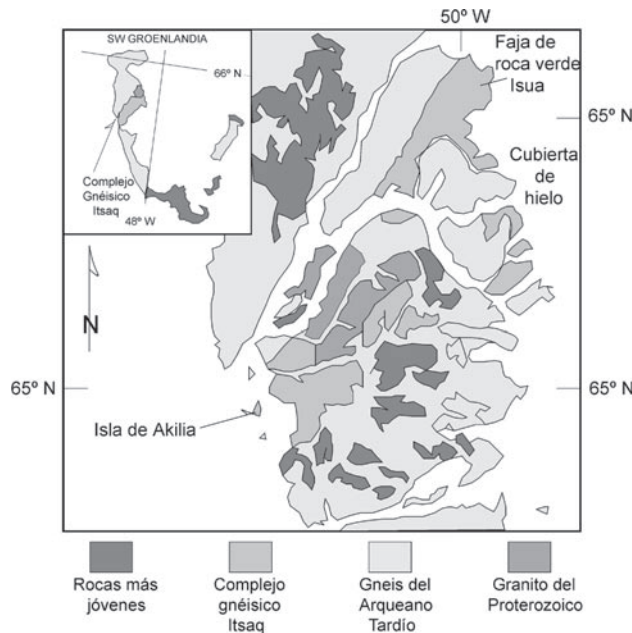 50º W
SW GROENLANDIA
66º N
Complejo
Gnéisico
Itsaq
48º W
Faja de
roca verde
Isua
65º N
Cubierta
de
hielo
N
65º N
65º N
Isla de Akilia
Rocas más
jóvenes
Complejo
gnéisico
Itsaq
Gneis del
Arqueano
Tardío
Granito del
Proterozoico